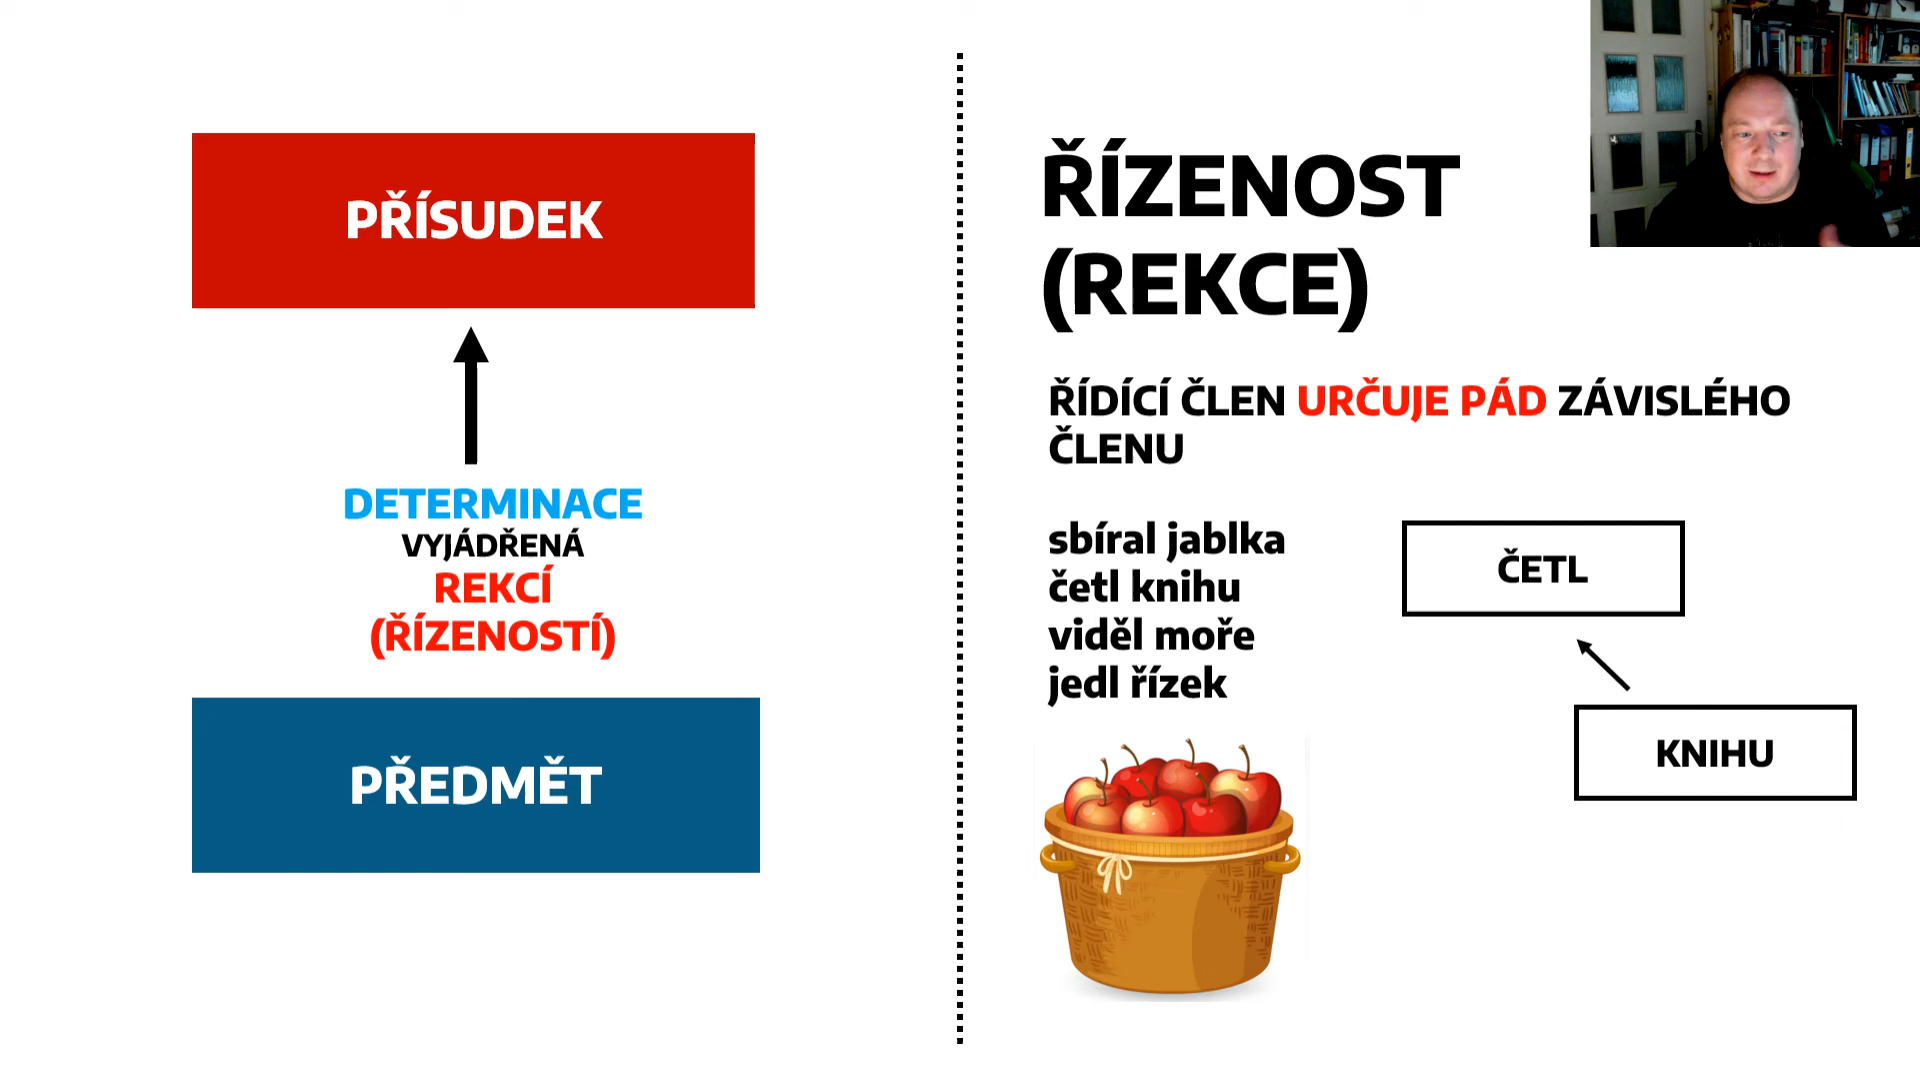 PŘÍSUDEK
DETERMINACE
VYJÁDŘENÁ
REKCÍ
(ŘÍZENOSTÍ)
PŘEDMĚT
ŘÍZENOST
(REKCE)
ŘÍDÍCÍ ČLEN URČUJE PÁD ZÁVISLÉHO
ČLENU
sbíral jablka
četl knihu
viděl moře
jedl řízek
ČETL
KNIHU